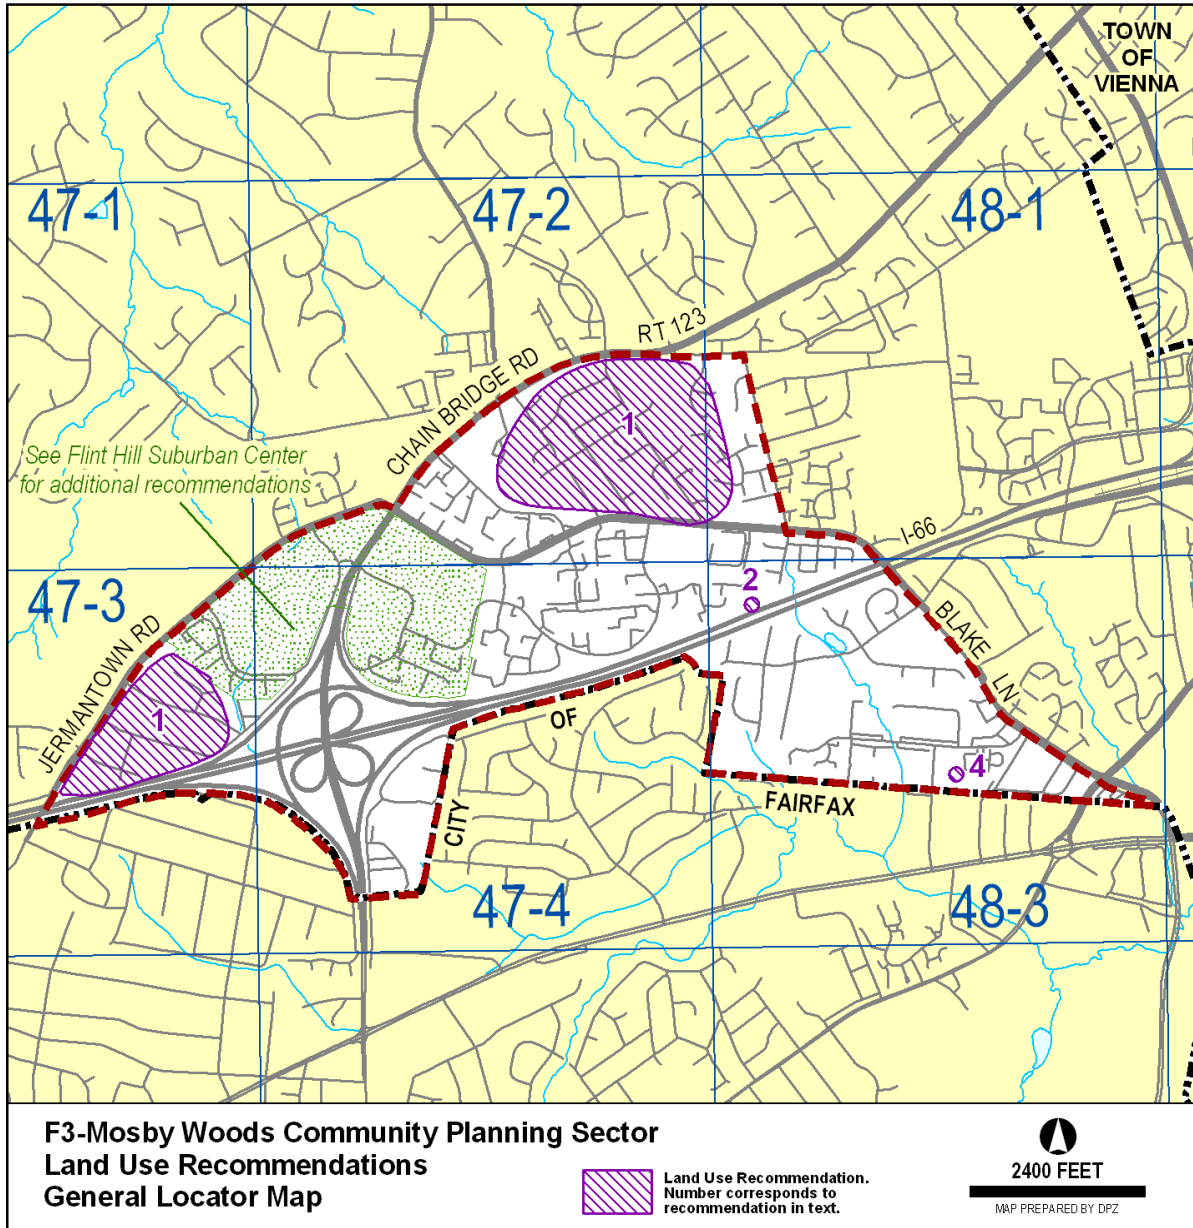 TOWN
OF
VIENNA
47-1
47-2
48-1
RT 123
CHAIN BRIDGE RD
1
See Flint Hill Suburban Center
for additional recommendations
I-66
47-3
2
BLAKE
LN
JERMANTOWN RD
1
OF
4
CITY
FAIRFAX
47-4
48-3
F3-Mosby Woods Community Planning Sector
Land Use Recommendations
General Locator Map
Land Use Recommendation.
Number corresponds to
recommendation in text.
2400 FEET
MAP PREPARED BY DPZ